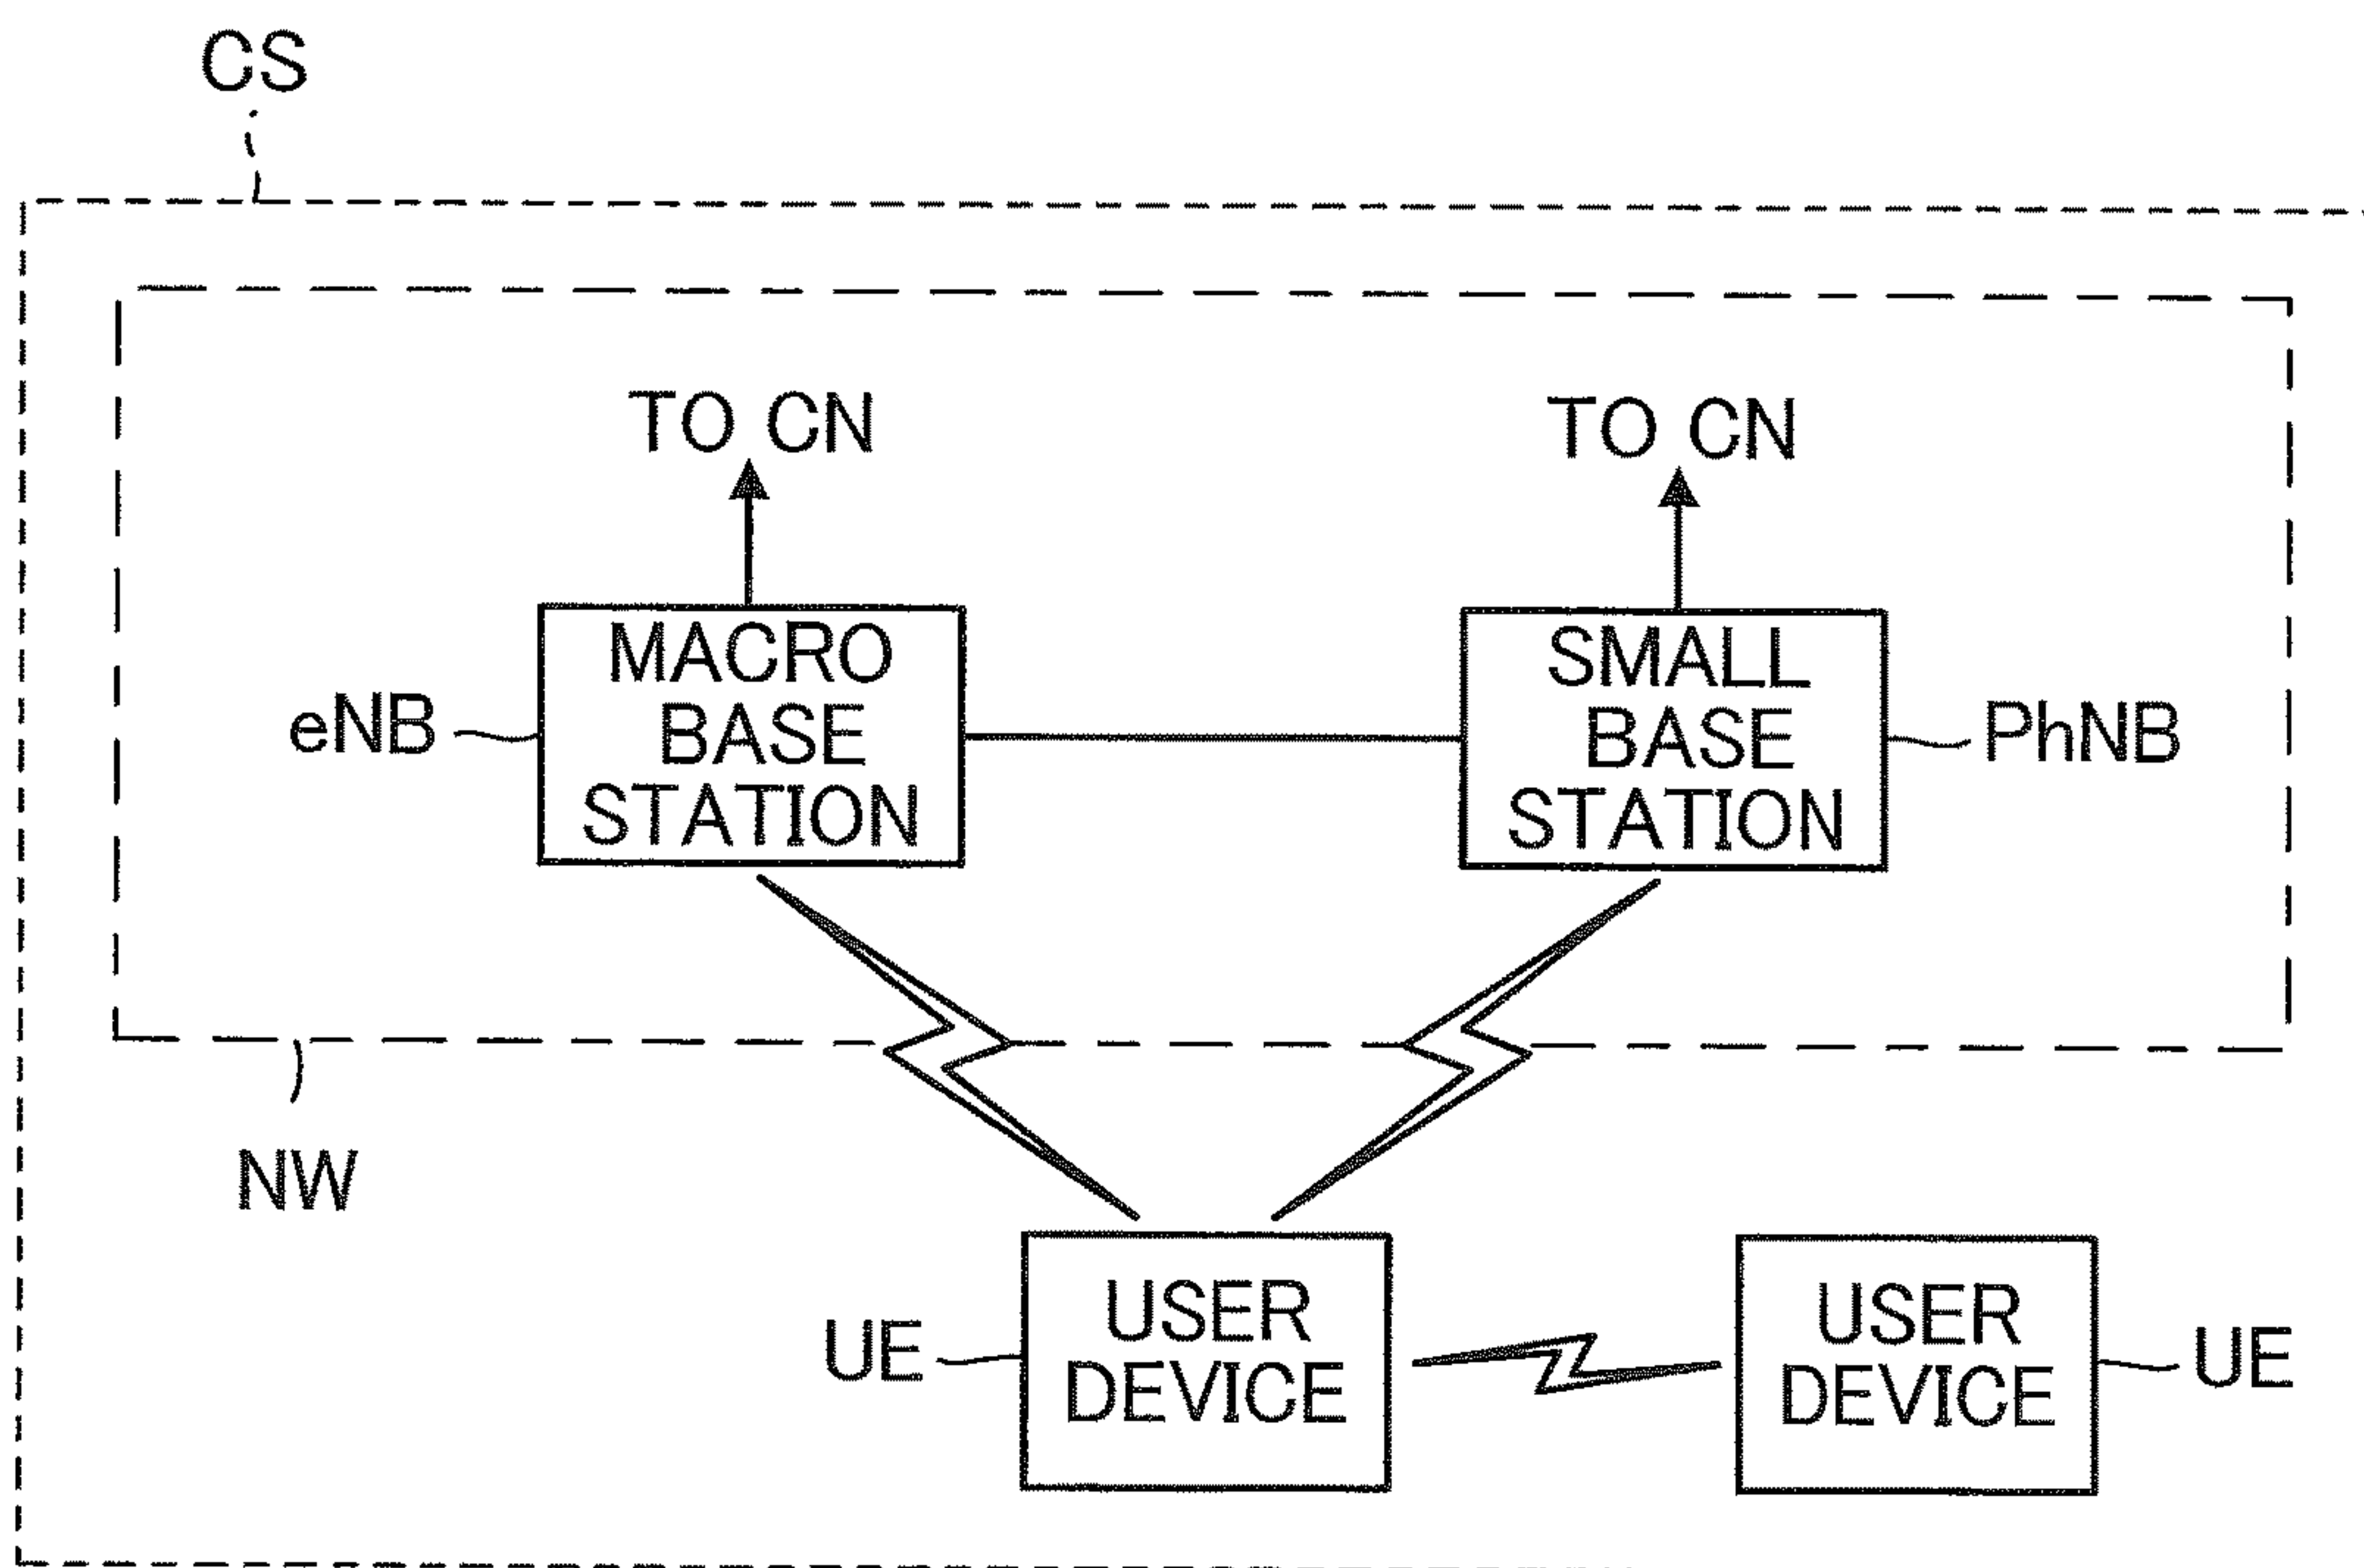 CS
TO CN
TO CN
eNB
MACRO
BASE
STATION
SMALL
BASE
STATION
PhNB
NW
UE
USER
DEVICE
USER
DEVICE
UE